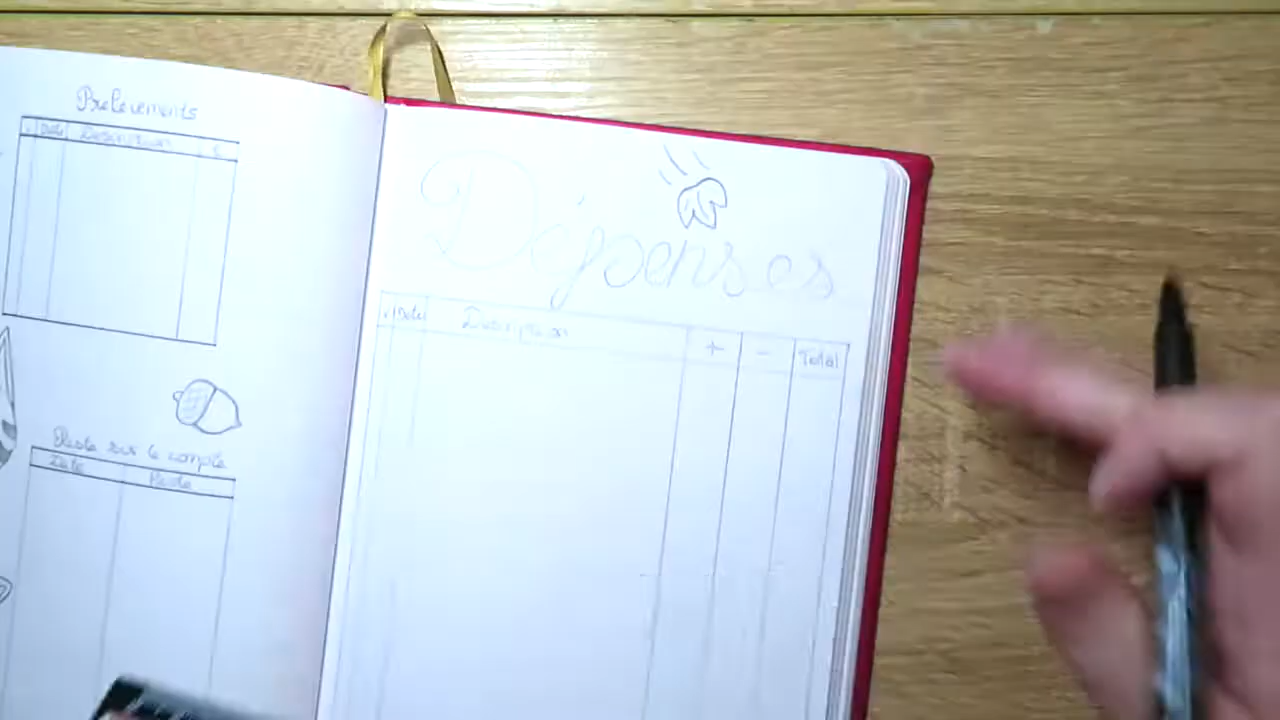 Prelevements
Date Description €
Reste sur le compte
Date Reste
Dépenses
Date Description + - Total